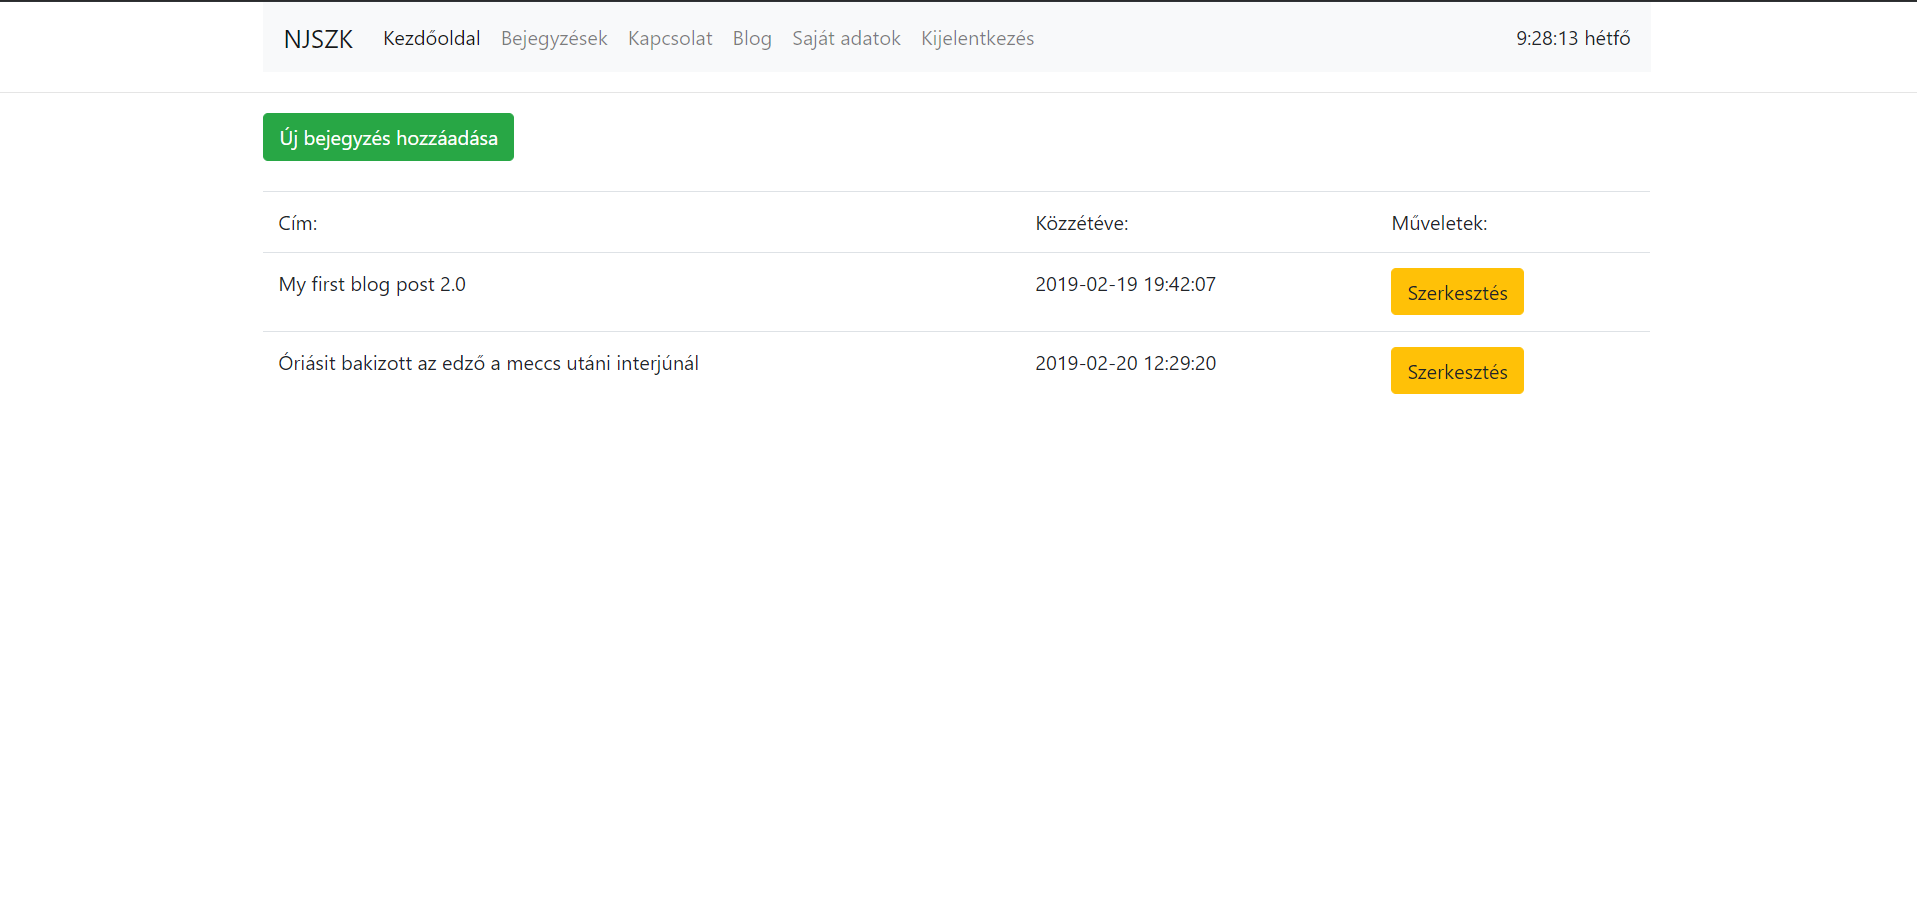 NJSZK Kezdőoldal Bejegyzések Kapcsolat Blog Saját adatok Kijelentkezés 9:28:13 hétfő
Új bejegyzés hozzáadása
Cím: Közzétéve: Műveletek:
My first blog post 2.0 2019-02-19 19:42:07 Szerkesztés
Óriásit bakizott az edző a meccs utáni interjúnál 2019-02-20 12:29:20 Szerkesztés